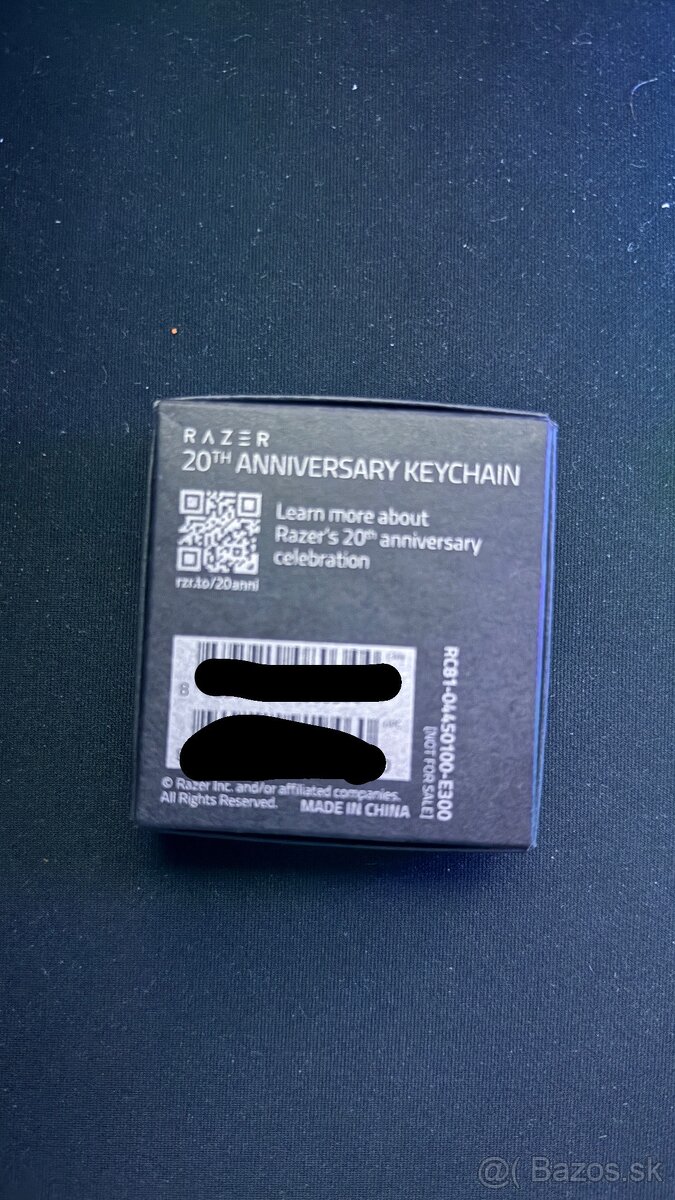 RAZER
20TH ANNIVERSARY KEYCHAIN
Learn more about
Razer's 20th anniversary
celebration
rzr.to/20anni
8
RC81-04450100-E300
[NOT FOR SALE]
© Razer Inc. and/or affiliated companies.
All Rights Reserved.
MADE IN CHINA
@( Bazos.sk